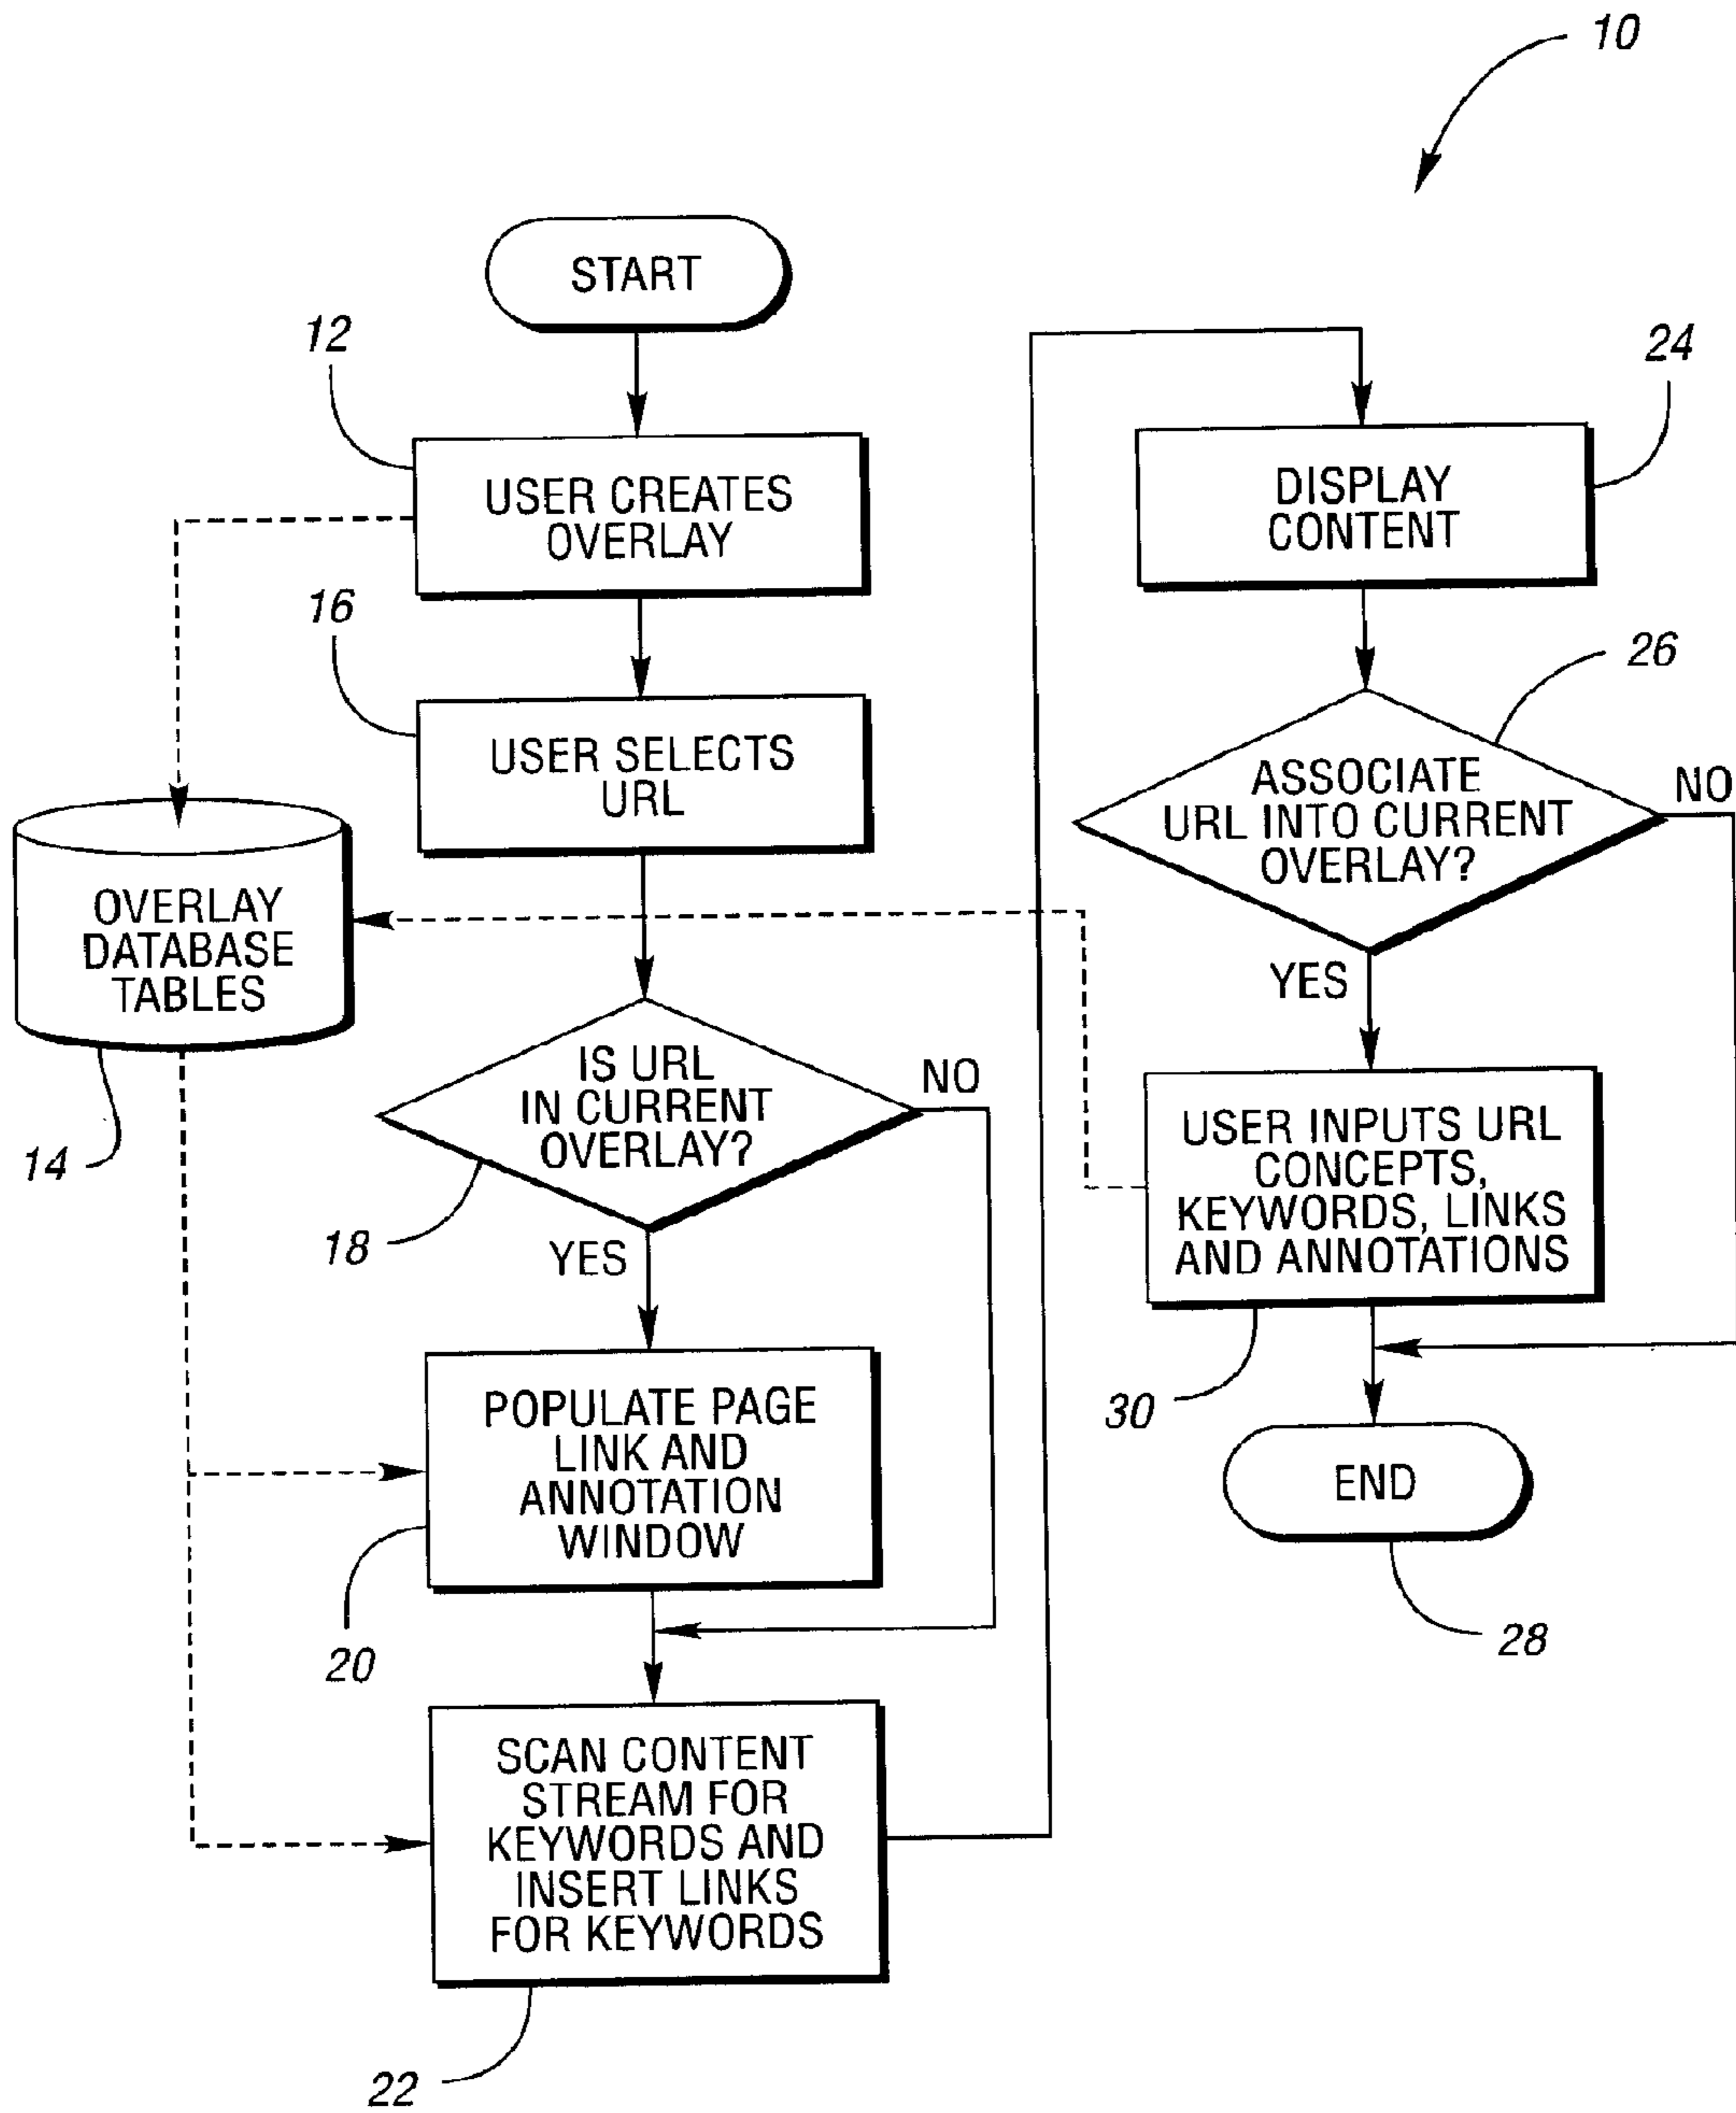 10
START
12
USER CREATES
OVERLAY
16
USER SELECTS
URL
OVERLAY
DATABASE
TABLES
14
IS URL
IN CURRENT
OVERLAY?
NO
18
YES
POPULATE PAGE
LINK AND
ANNOTATION
WINDOW
20
SCAN CONTENT
STREAM FOR
KEYWORDS AND
INSERT LINKS
FOR KEYWORDS
22
24
DISPLAY
CONTENT
26
ASSOCIATE
URL INTO CURRENT
OVERLAY?
NO
YES
USER INPUTS URL
CONCEPTS,
KEYWORDS, LINKS
AND ANNOTATIONS
30
END
28